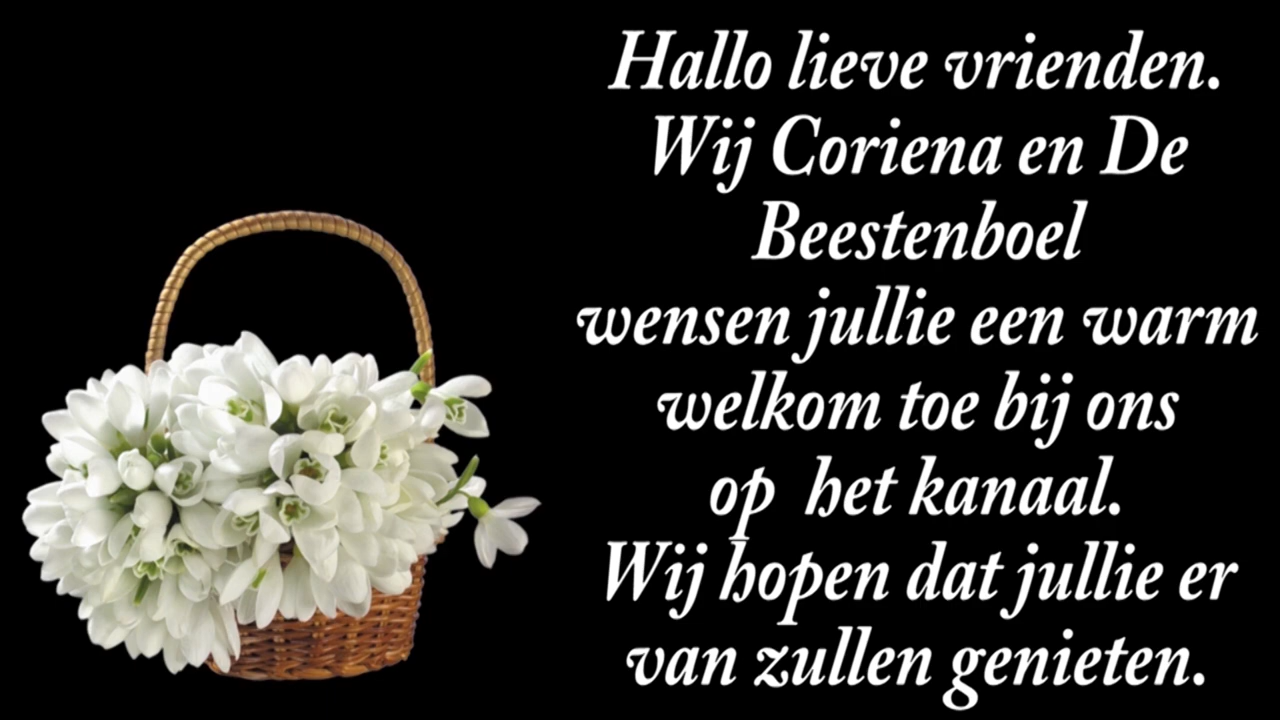 Hallo lieve vrienden.
Wij Coriena en De
Beestenboel
wensen jullie een warm
welkom toe bij ons
op het kanaal.
Wij hopen dat jullie er
van zullen genieten.